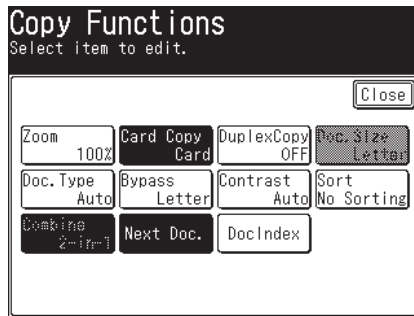 Copy Functions
Select item to edit.
Close
Zoom
100%
Card Copy
Card
DuplexCopy
OFF
Doc.Size
Letter
Doc.Type
Auto
Bypass
Letter
Contrast
Auto
Sort
No Sorting
Combine
2-in-1
Next Doc.
DocIndex